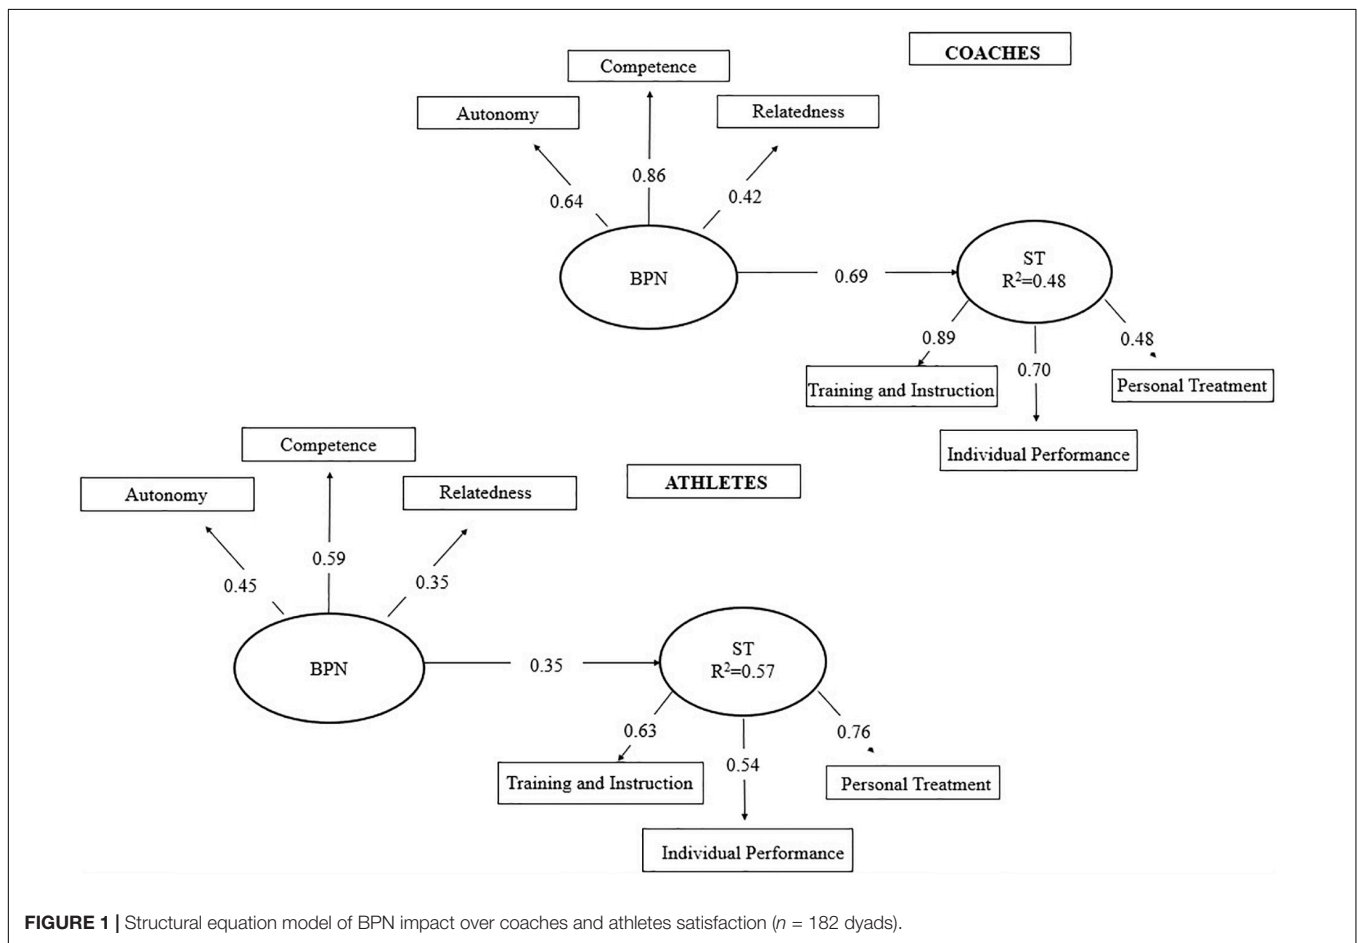 COACHES
Competence
Autonomy
Relatedness
0.86
0.64
0.42
BPN
0.69
ST
R²=0.48
0.89
0.70
0.48
Training and Instruction
Personal Treatment
Individual Performance
ATHLETES
Competence
Autonomy
Relatedness
0.59
0.45
0.35
BPN
0.35
ST
R²=0.57
0.63
0.54
0.76
Training and Instruction
Personal Treatment
Individual Performance
FIGURE 1 | Structural equation model of BPN impact over coaches and athletes satisfaction (n = 182 dyads).